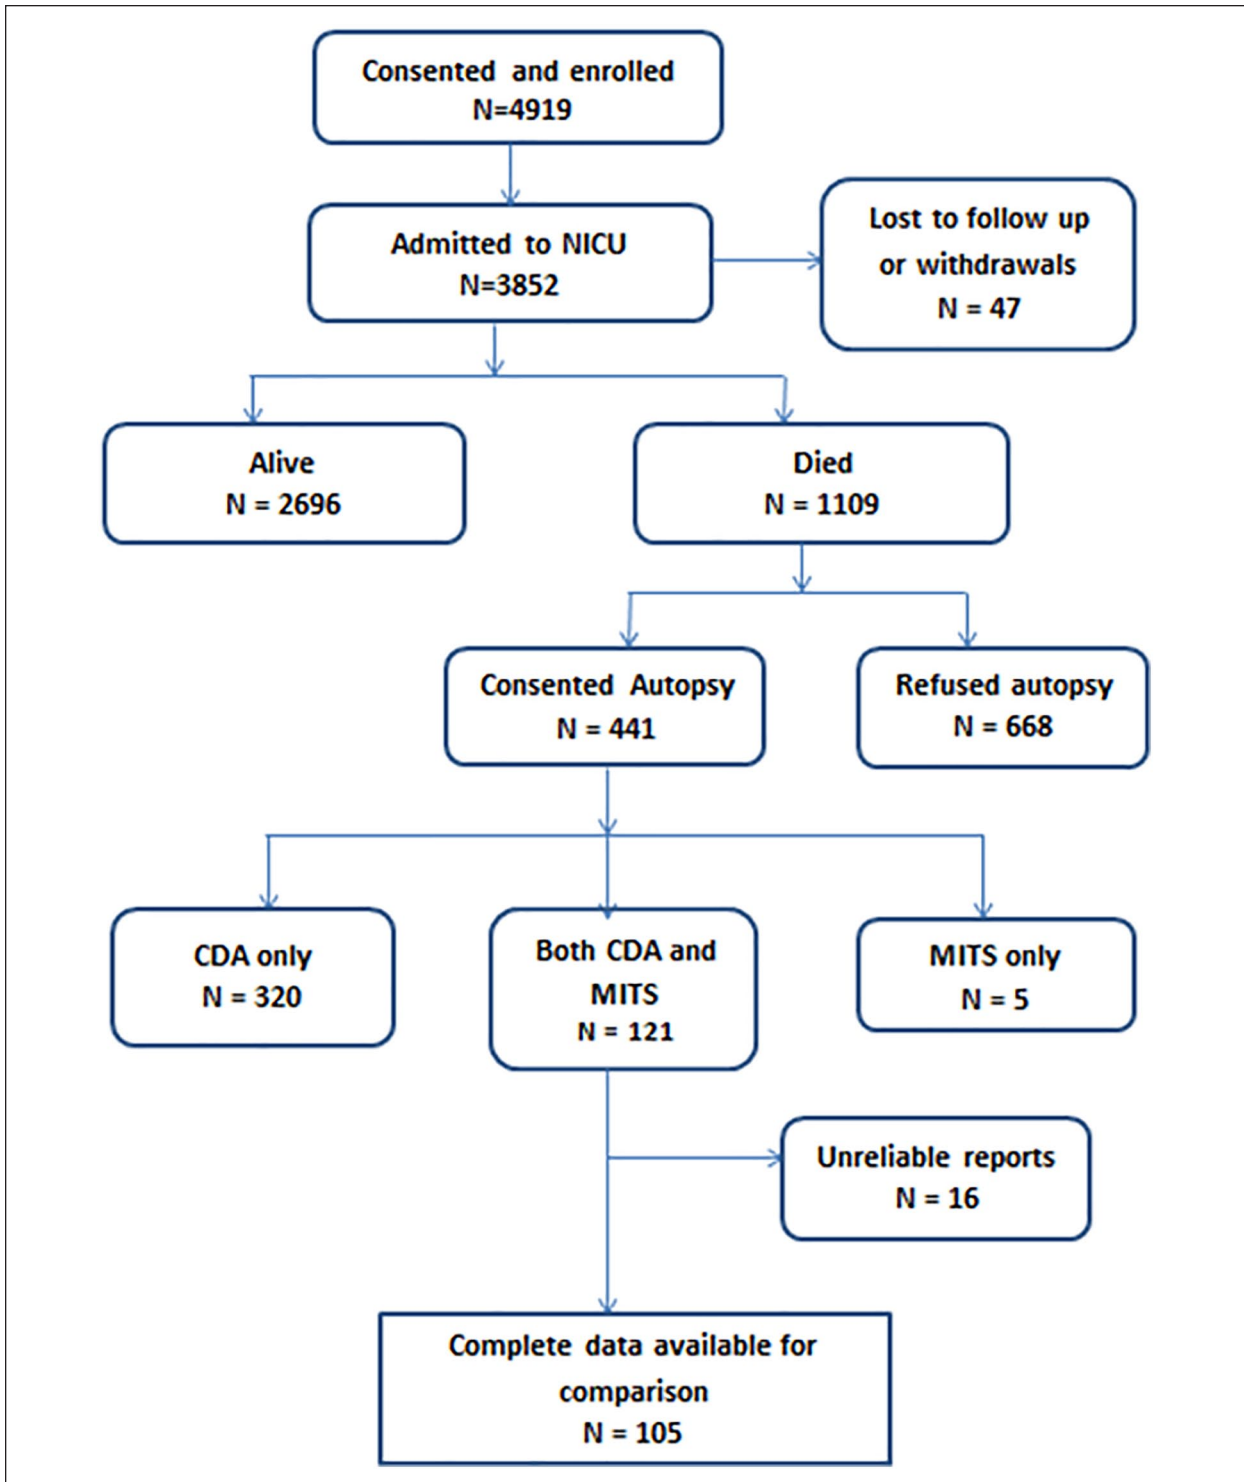 Consented and enrolled
N=4919
Admitted to NICU
N=3852
Lost to follow up
or withdrawals
N = 47
Alive
N = 2696
Died
N = 1109
Consented Autopsy
N = 441
Refused autopsy
N = 668
CDA only
N = 320
Both CDA and
MITS
N = 121
MITS only
N = 5
Unreliable reports
N = 16
Complete data available for
comparison
N = 105